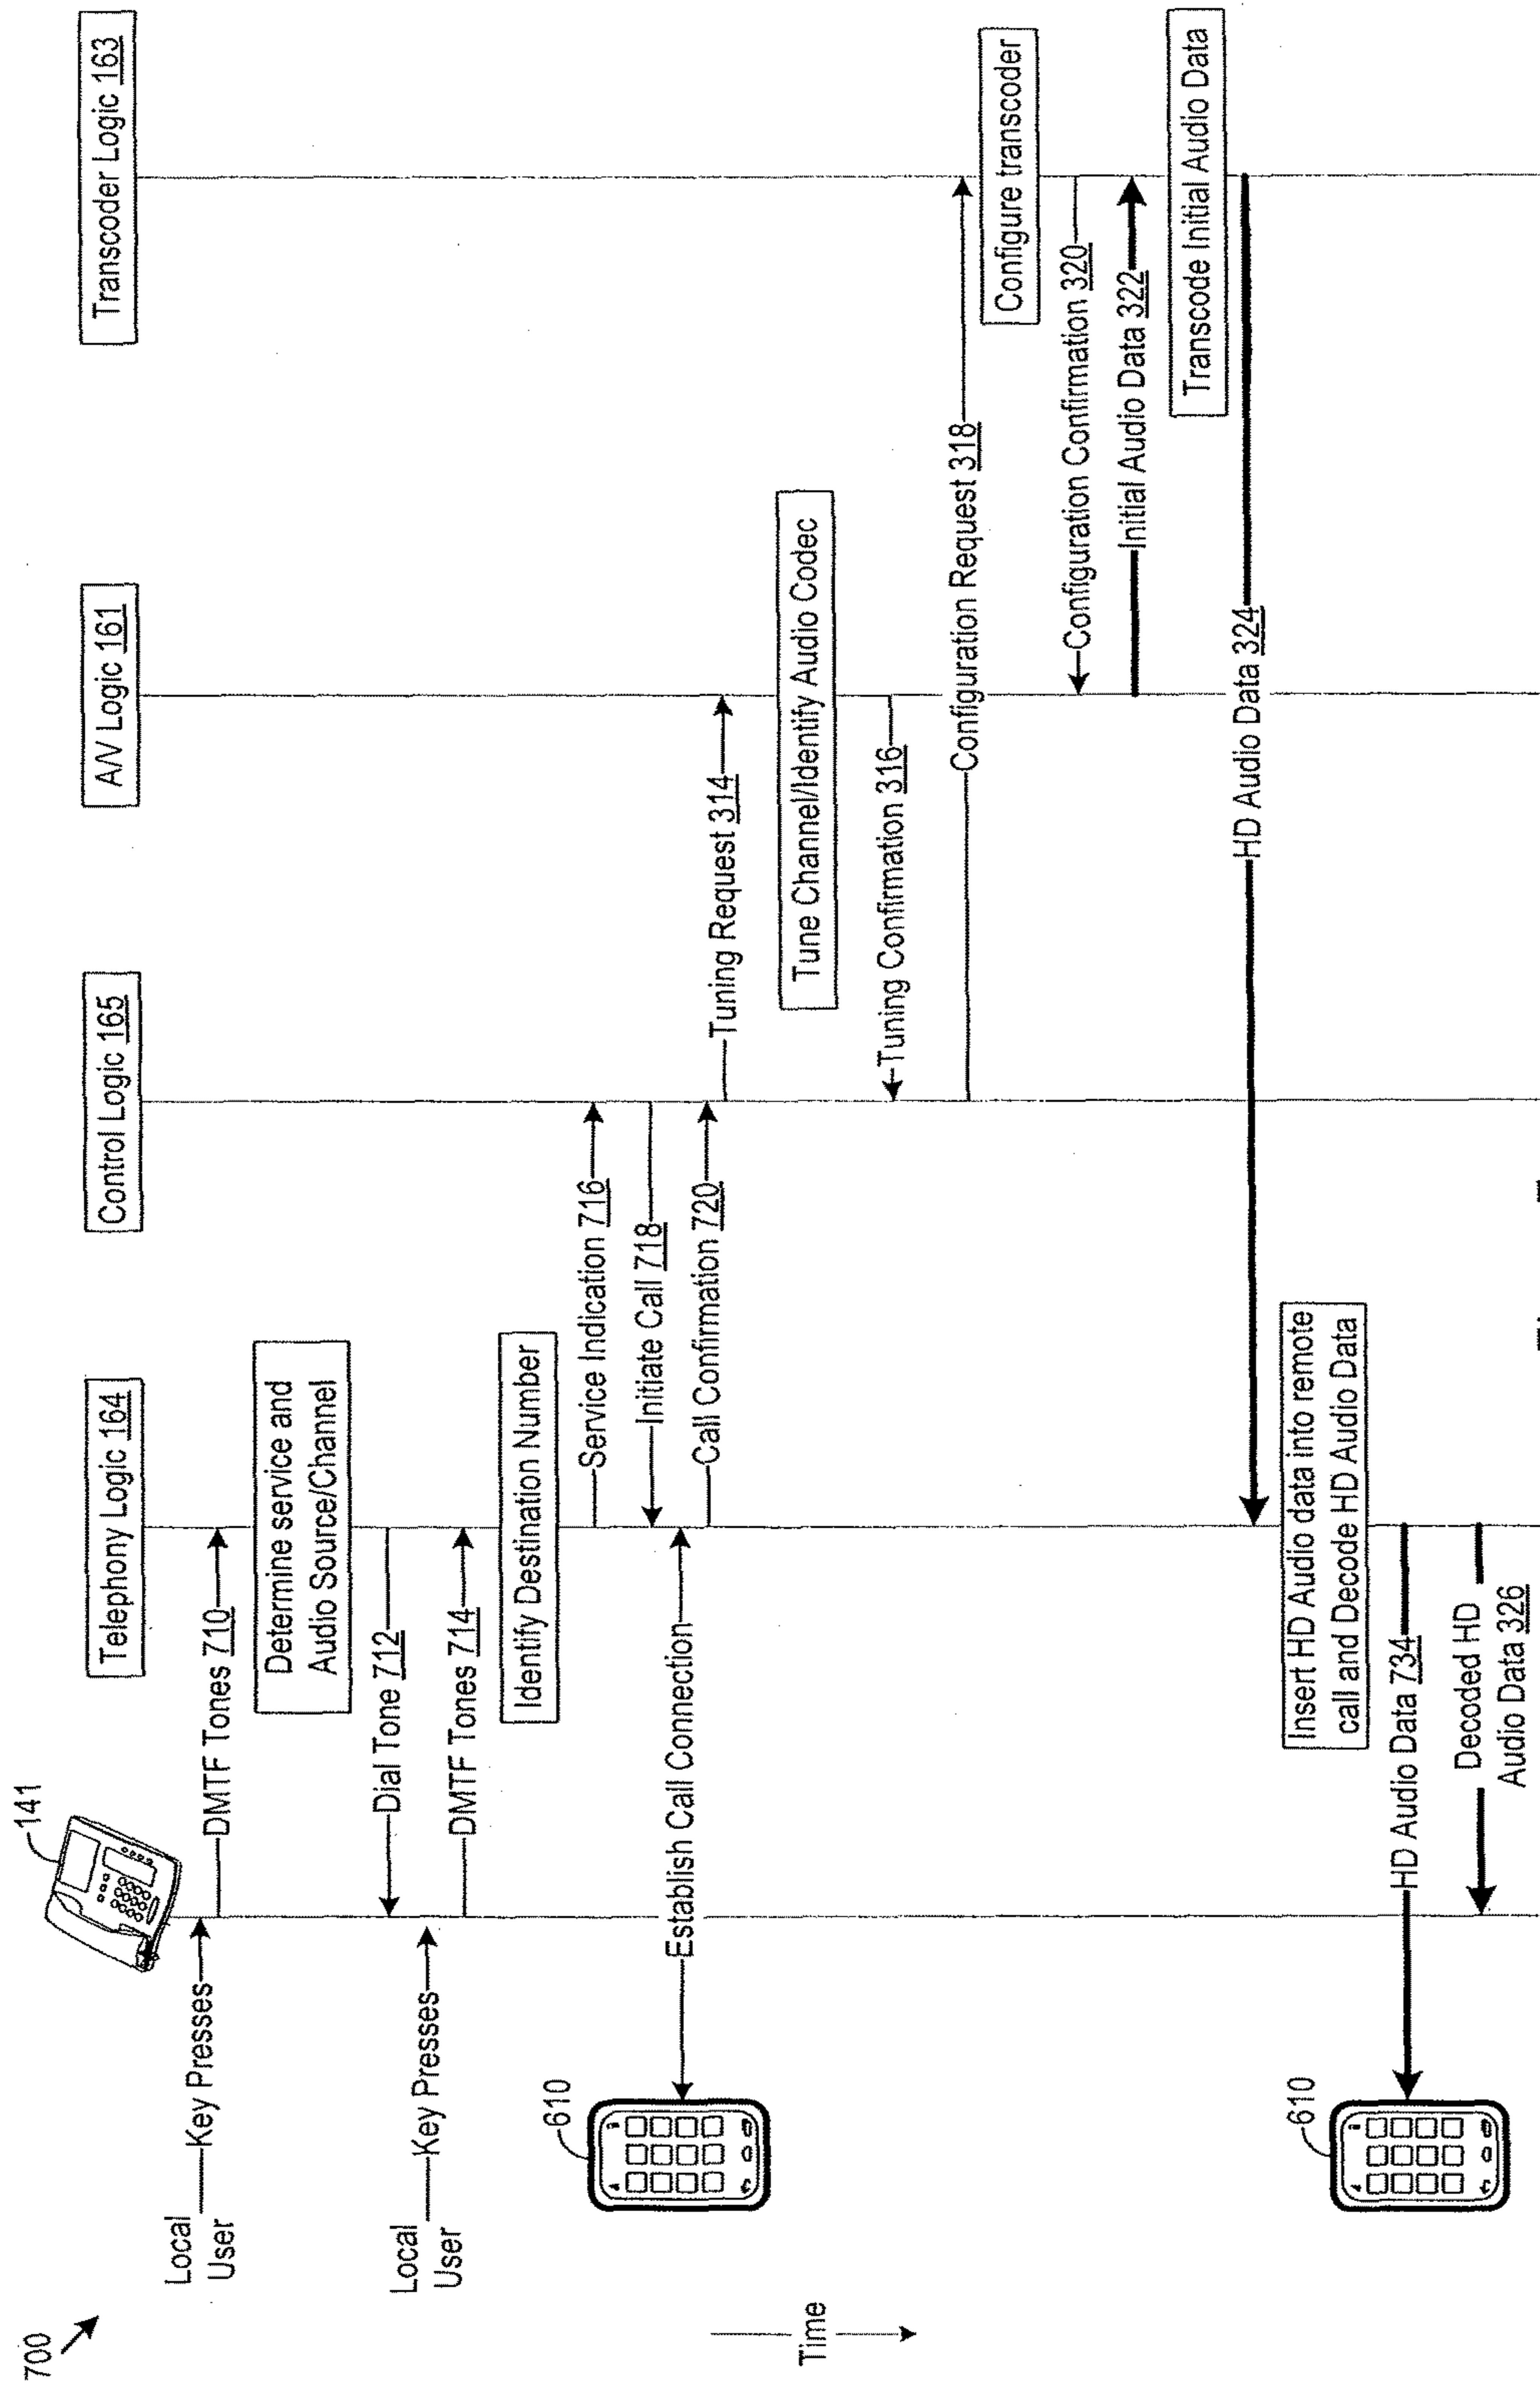 700
141
Telephony Logic 164
Control Logic 165
A/V Logic 161
Transcoder Logic 163
Local
User
Key Presses
DMTF Tones 710
Determine service and
Audio Source/Channel
Dial Tone 712
Local
User
Key Presses
DMTF Tones 714
Identify Destination Number
Service Indication 716
Initiate Call 718
610
Establish Call Connection
Call Confirmation 720
Tuning Request 314
Time
Tune Channel/Identify Audio Codec
Tuning Confirmation 316
Configuration Request 318
Configure transcoder
Configuration Confirmation 320
Initial Audio Data 322
Transcode Initial Audio Data
HD Audio Data 324
Insert HD Audio data into remote
call and Decode HD Audio Data
610
HD Audio Data 734
Decoded HD
Audio Data 326